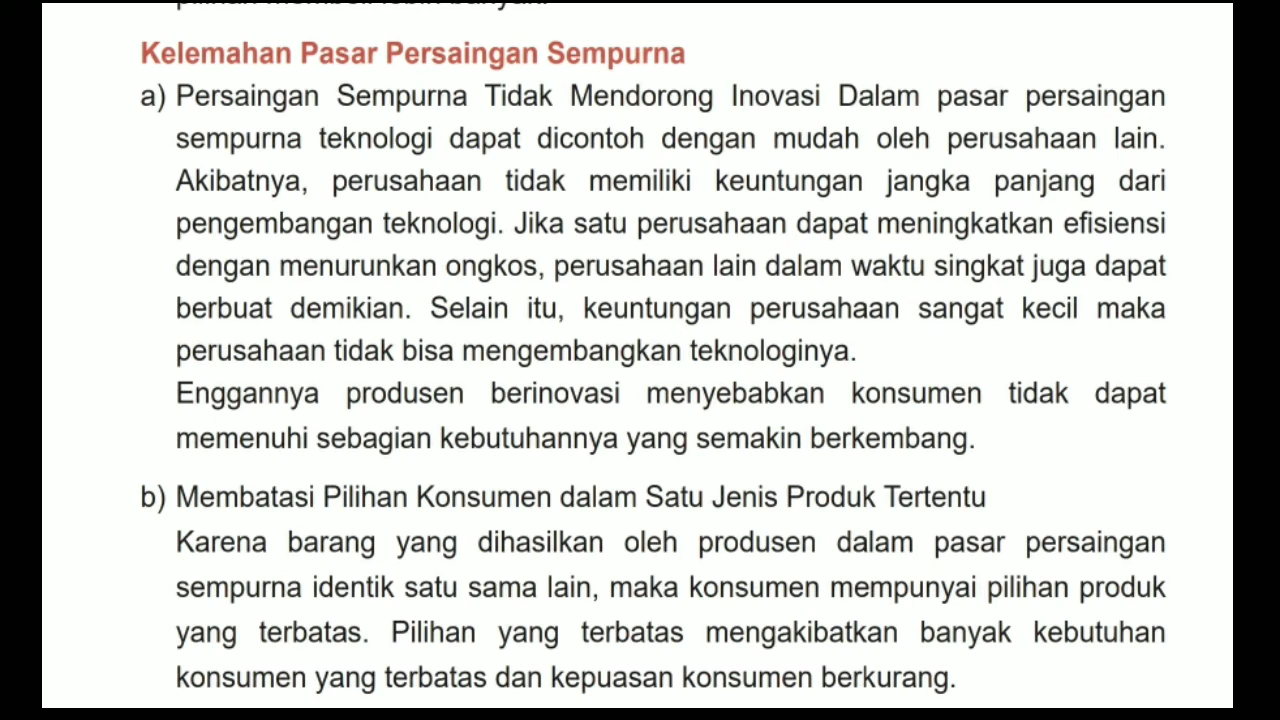 Kelemahan Pasar Persaingan Sempurna
a) Persaingan Sempurna Tidak Mendorong Inovasi Dalam pasar persaingan
sempurna teknologi dapat dicontoh dengan mudah oleh perusahaan lain.
Akibatnya, perusahaan tidak memiliki keuntungan jangka panjang dari
pengembangan teknologi. Jika satu perusahaan dapat meningkatkan efisiensi
dengan menurunkan ongkos, perusahaan lain dalam waktu singkat juga dapat
berbuat demikian. Selain itu, keuntungan perusahaan sangat kecil maka
perusahaan tidak bisa mengembangkan teknologinya.
Enggannya produsen berinovasi menyebabkan konsumen tidak dapat
memenuhi sebagian kebutuhannya yang semakin berkembang.
b) Membatasi Pilihan Konsumen dalam Satu Jenis Produk Tertentu
Karena barang yang dihasilkan oleh produsen dalam pasar persaingan
sempurna identik satu sama lain, maka konsumen mempunyai pilihan produk
yang terbatas. Pilihan yang terbatas mengakibatkan banyak kebutuhan
konsumen yang terbatas dan kepuasan konsumen berkurang.